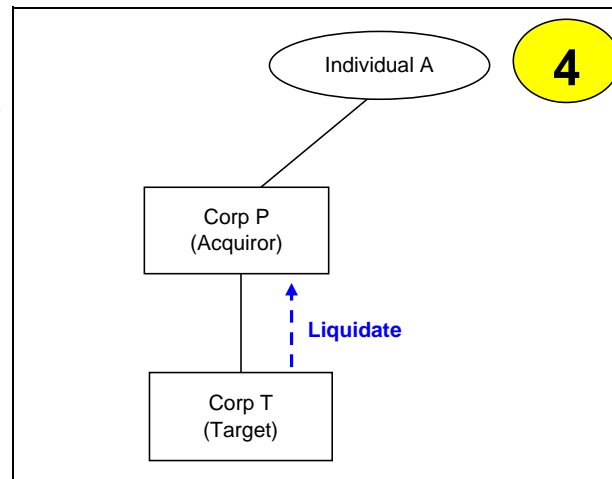 Individual A
4
Corp P
(Acquiror)
Liquidate
Corp T
(Target)